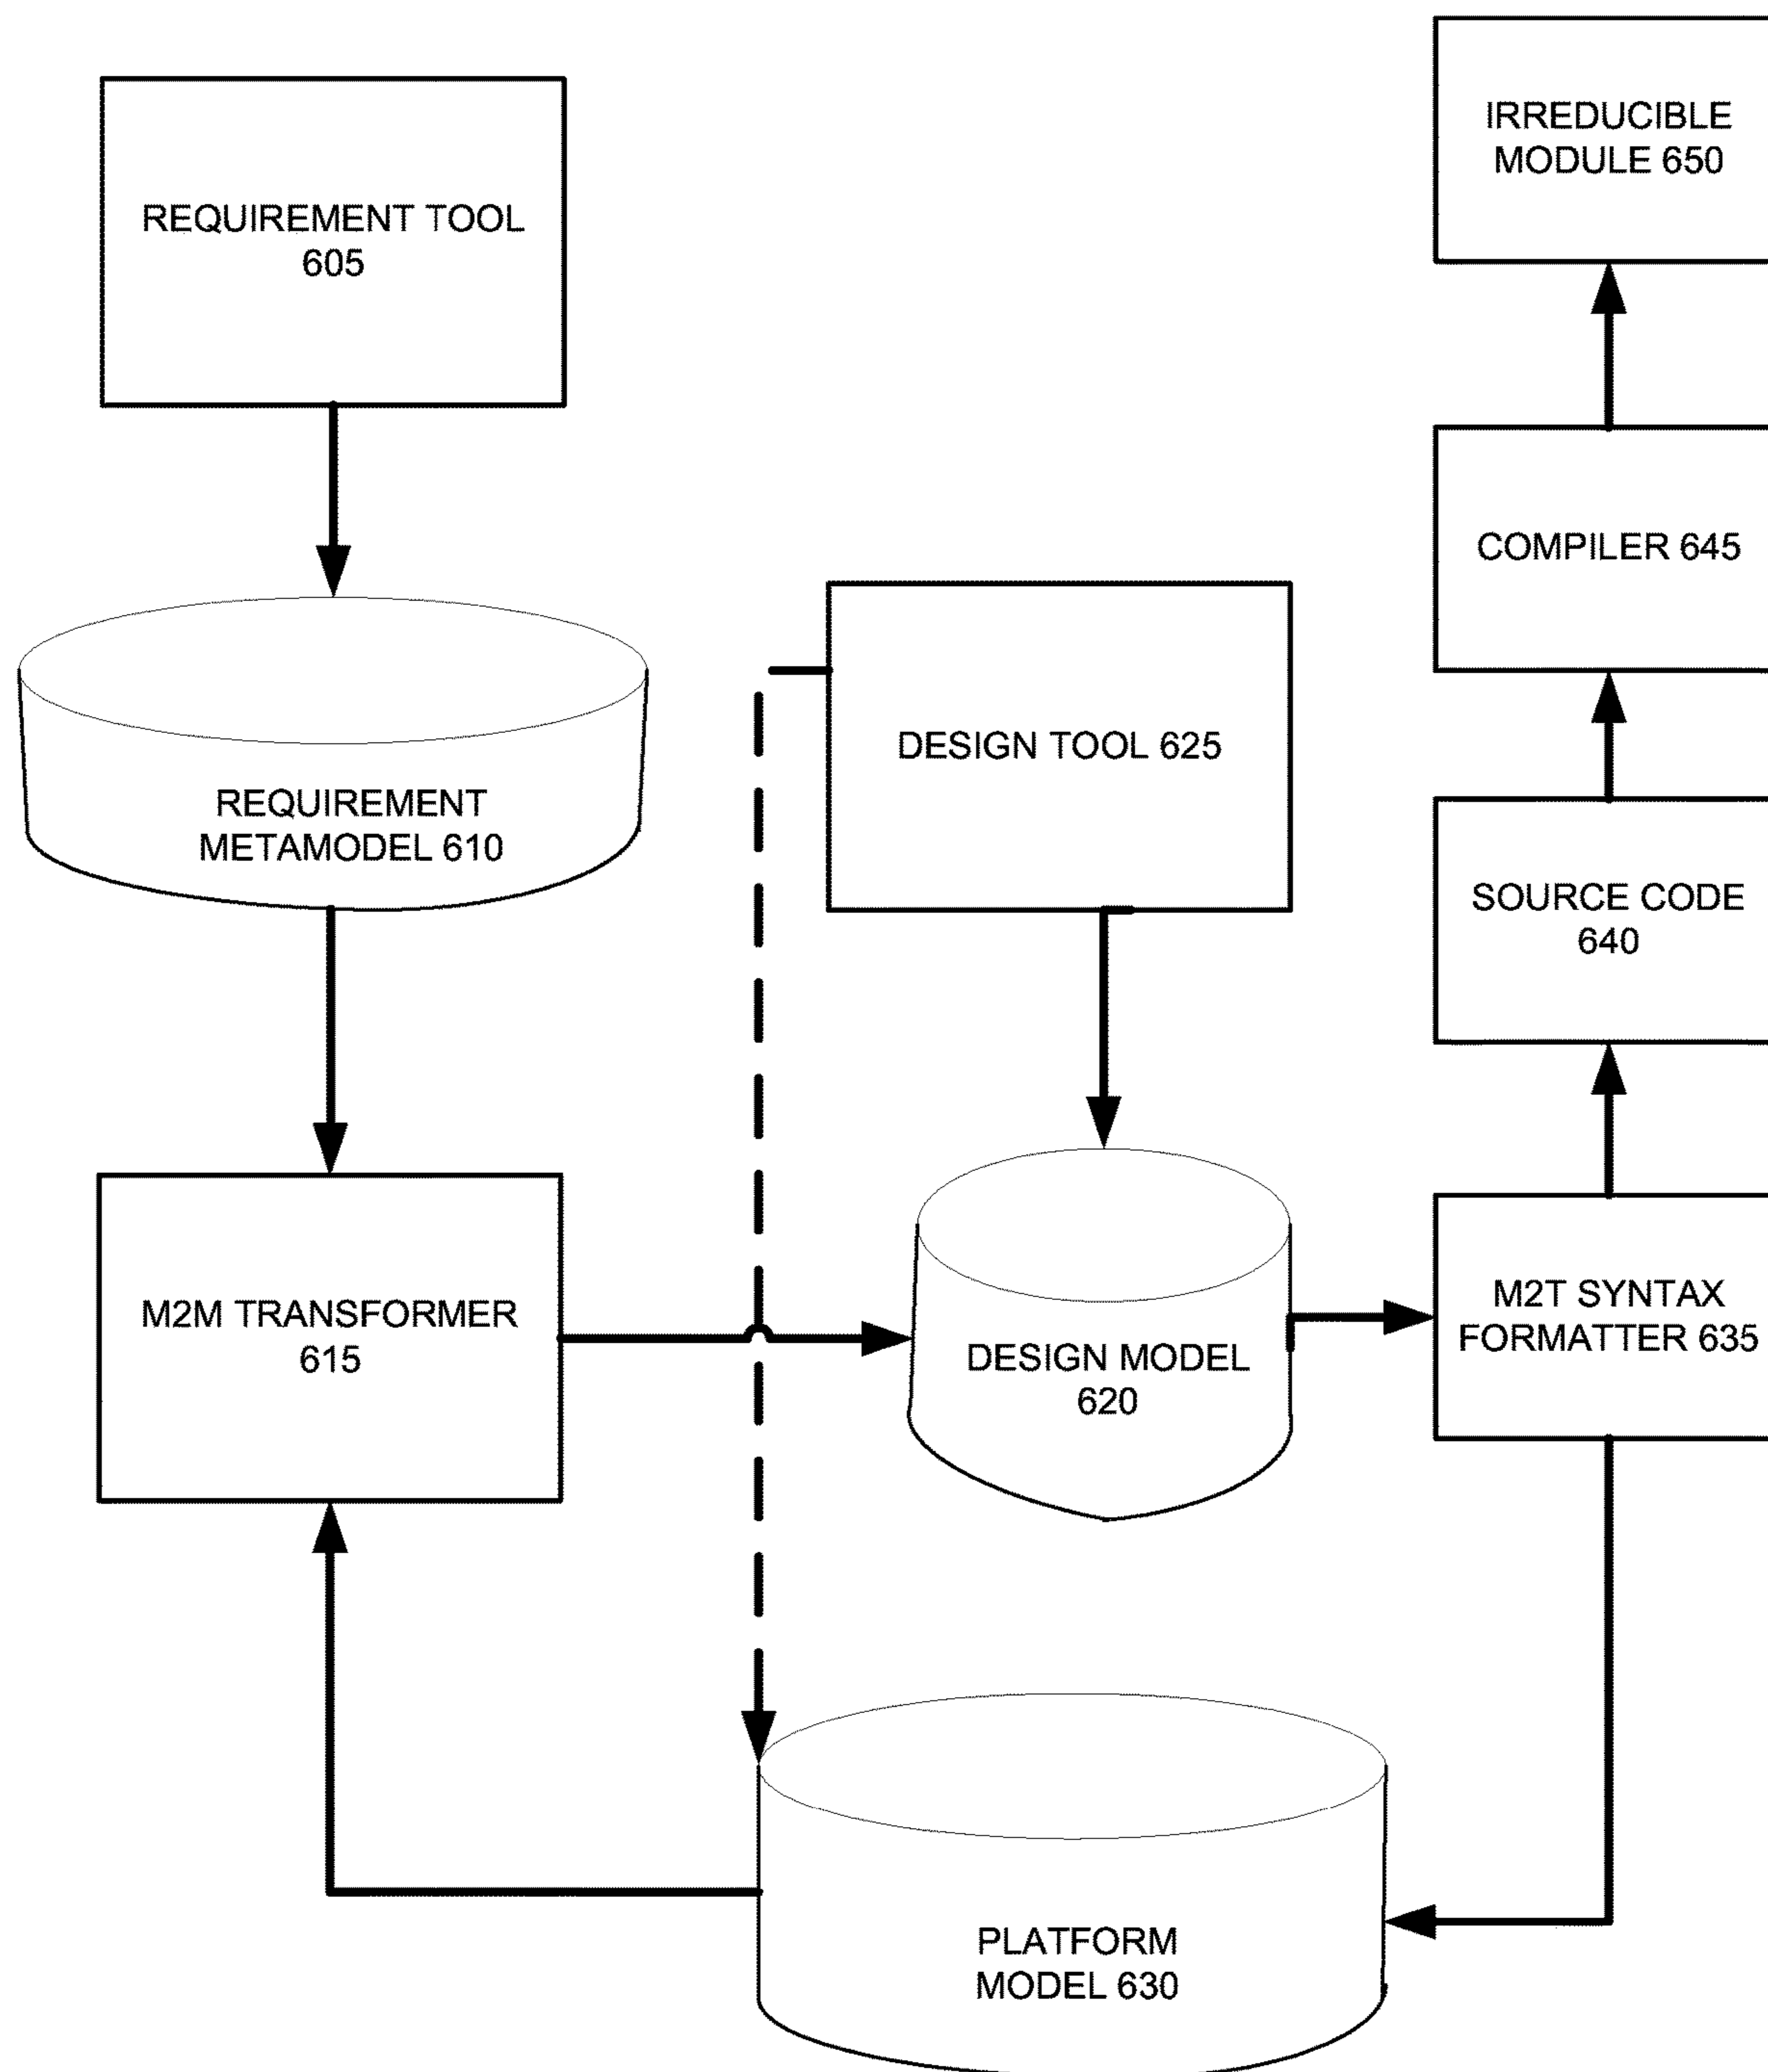 IRREDUCIBLE
MODULE 650
REQUIREMENT TOOL
605
COMPILER 645
DESIGN TOOL 625
REQUIREMENT
METAMODEL 610
SOURCE CODE
640
M2M TRANSFORMER
615
DESIGN MODEL
620
M2T SYNTAX
FORMATTER 635
PLATFORM
MODEL 630